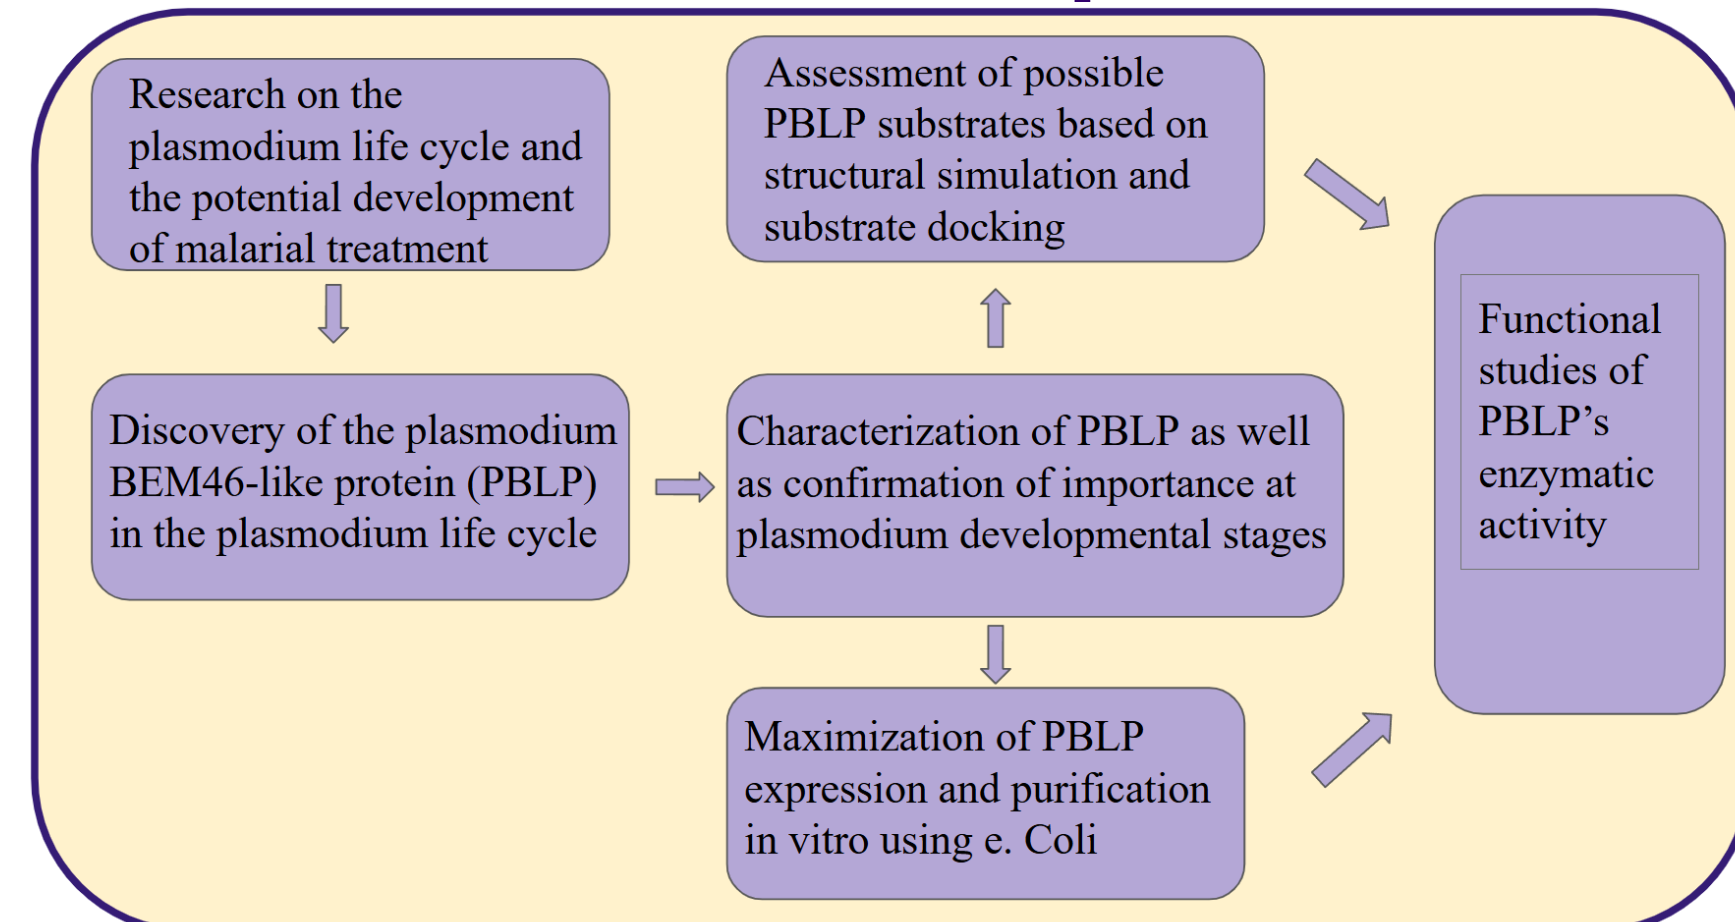 Research on the
plasmodium life cycle and
the potential development
of malarial treatment
Discovery of the plasmodium
BEM46-like protein (PBLP)
in the plasmodium life cycle
Characterization of PBLP as well
as confirmation of importance at
plasmodium developmental stages
Assessment of possible
PBLP substrates based on
structural simulation and
substrate docking
Maximization of PBLP
expression and purification
in vitro using e. Coli
Functional
studies of
PBLP’s
enzymatic
activity